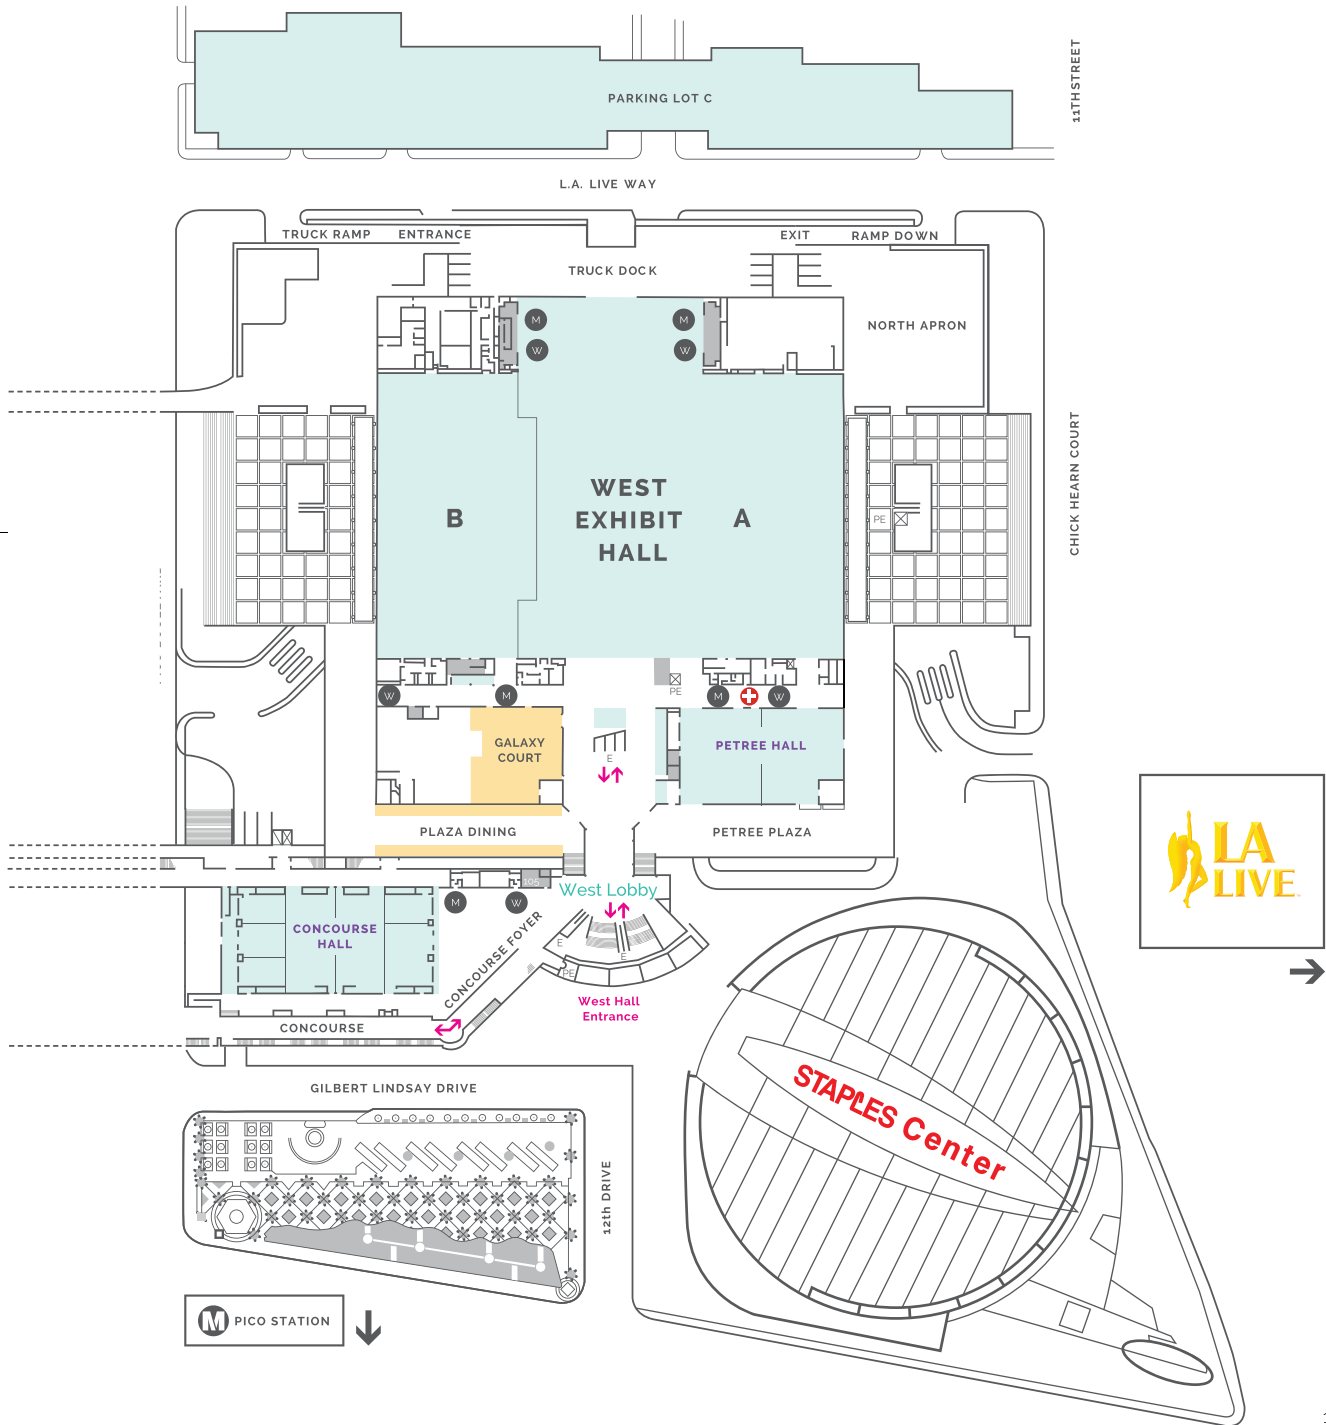 11TH STREET
PARKING LOT C
L.A. LIVE WAY
TRUCK RAMP
ENTRANCE
EXIT
RAMP DOWN
TRUCK DOCK
NORTH APRON
M
M
W
W
CHICK HEARN COURT
WEST
EXHIBIT
HALL
B
A
PE
PE
W
M
M
W
GALAXY
COURT
PETREE HALL
E
PLAZA DINING
PETREE PLAZA
LA
LIVE
105
West Lobby
M
W
CONCOURSE
HALL
CONCOURSE FOYER
E
E
PE
West Hall
Entrance
CONCOURSE
GILBERT LINDSAY DRIVE
STAPLES Center
12th DRIVE
M PICO STATION